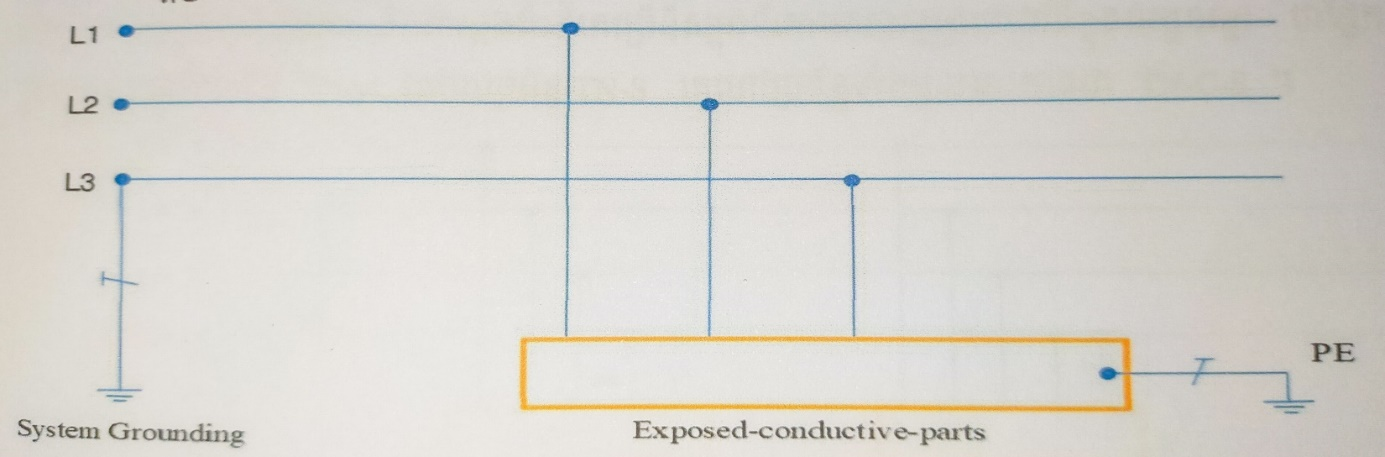 L1
L2
L3
PE
System Grounding
Exposed-conductive-parts